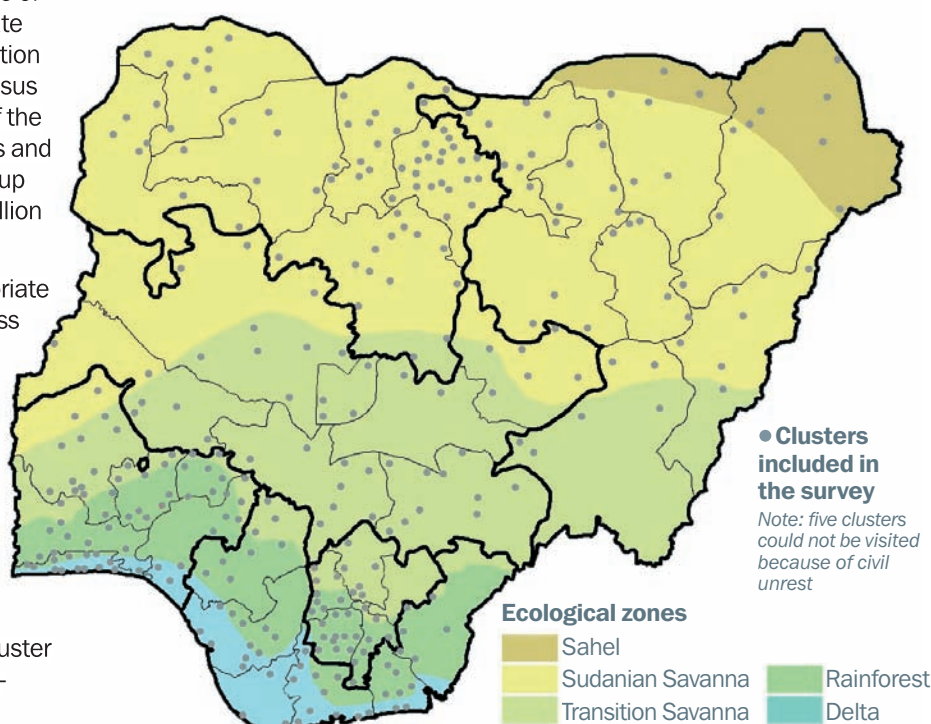 te
tion
sus
f the
s and
up
llion
riate
ss
uster
–
Clusters
included in
the survey
Note: five clusters
could not be visited
because of civil
unrest
Ecological zones
Sahel
Sudanian Savanna
Transition Savanna
Rainforest
Delta